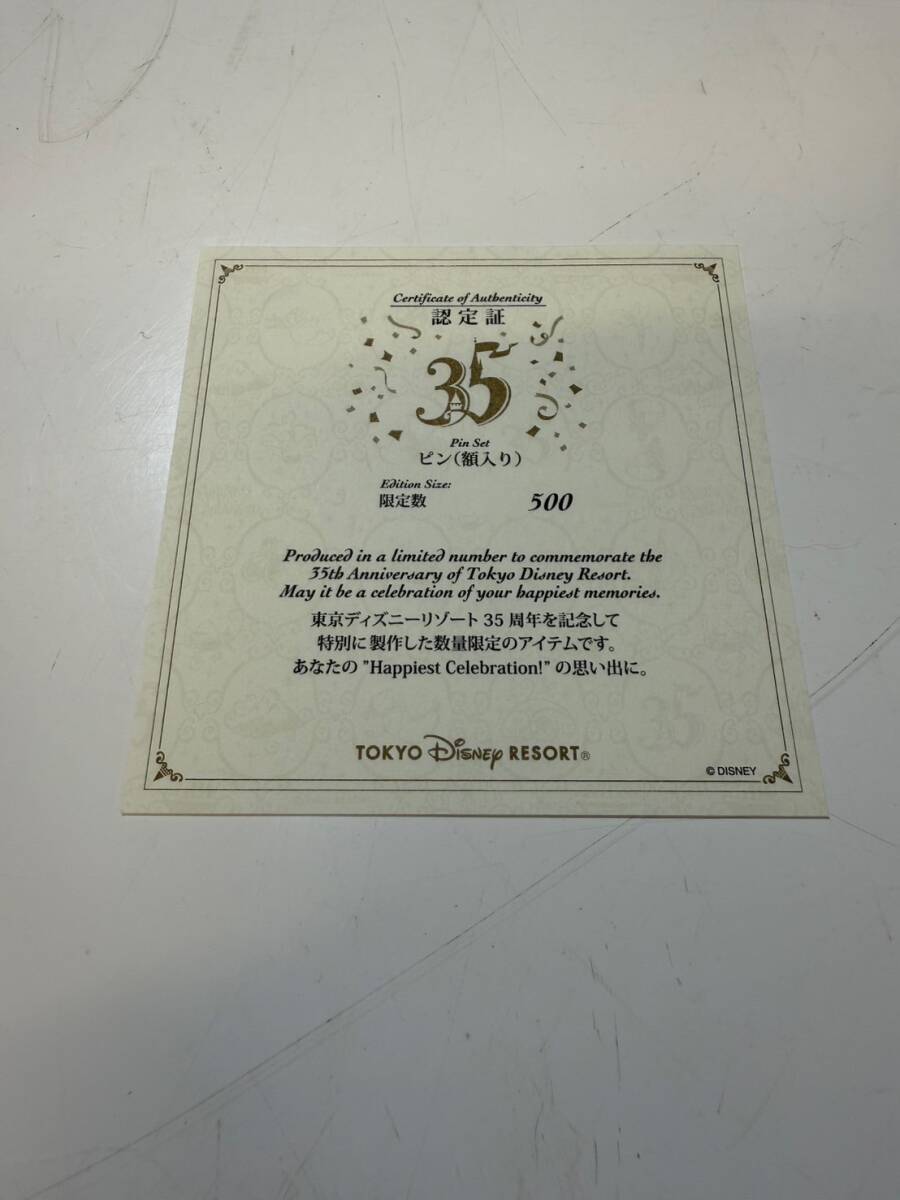 Certificate of Authenticity
認定証
35
Pin Set
ピン(額入り)
Edition Size:
限定数 500
Produced in a limited number to commemorate the
35th Anniversary of Tokyo Disney Resort.
May it be a celebration of your happiest memories.
東京ディズニーリゾート 35 周年を記念して
特別に製作した数量限定のアイテムです。
あなたの "Happiest Celebration!" の思い出に。
TOKYO Disney RESORT®
© DISNEY